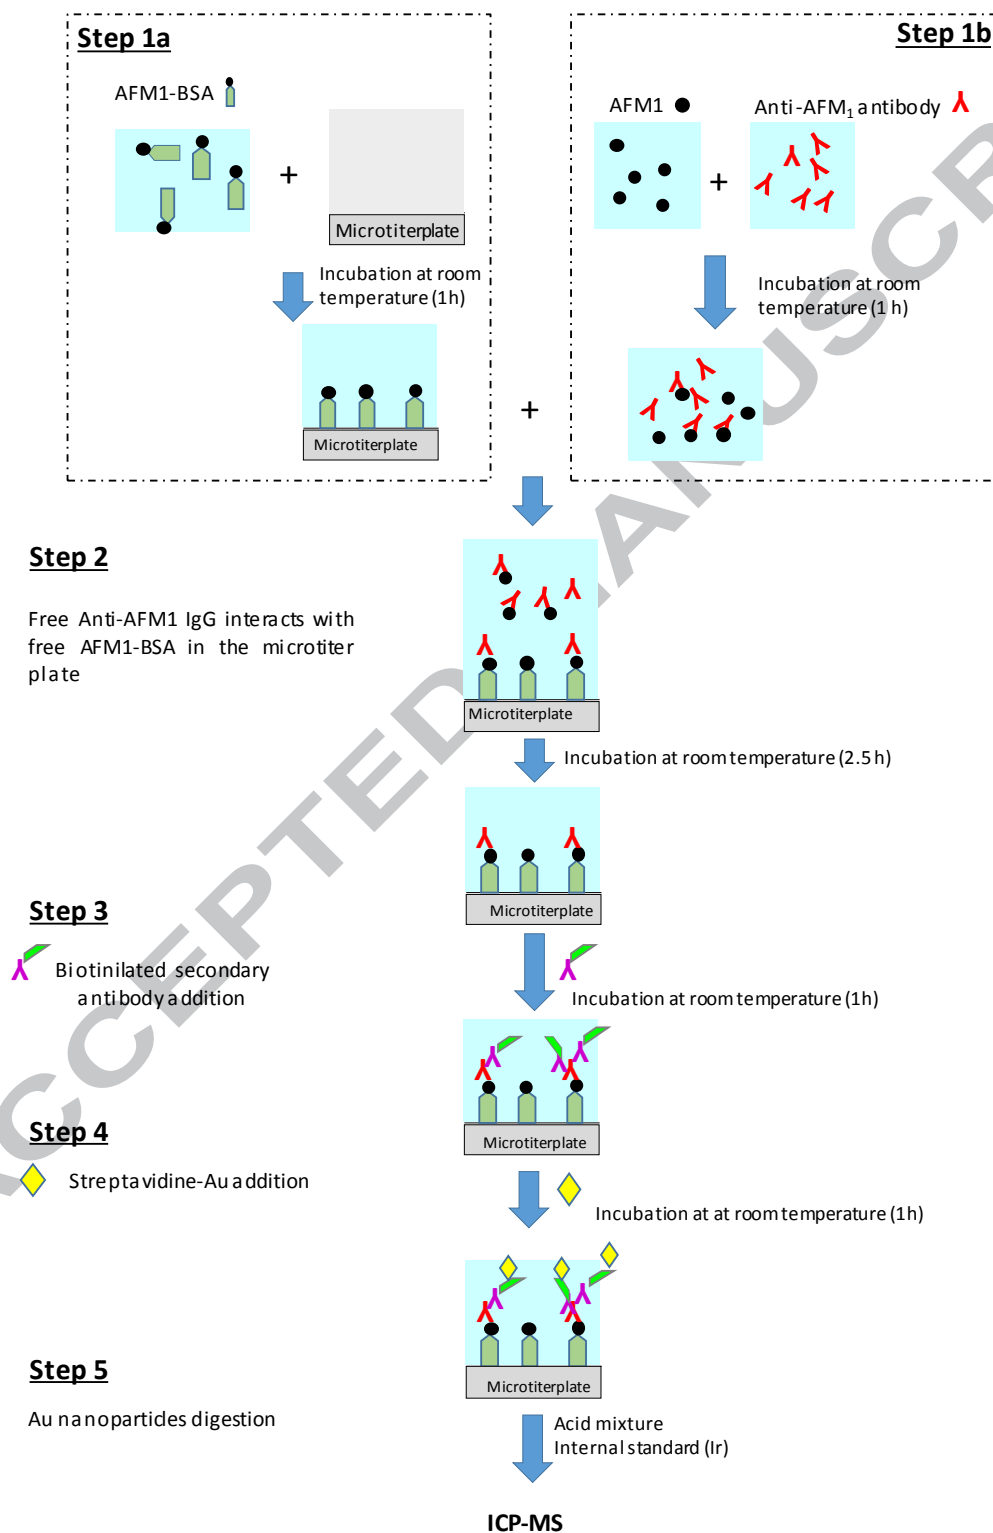 Step 1a
AFM1-BSA
+
Microtiterplate
Incubation at room
temperature (1h)
Microtiterplate
Step 1b
AFM1
Anti-AFM₁ antibody
+
Incubation at room
temperature (1 h)
+
Step 2
Free Anti-AFM1 IgG interacts with
free AFM1-BSA in the microtiter
plate
Microtiterplate
Incubation at room temperature (2.5 h)
Microtiterplate
Step 3
Biotinilated secondary
antibody addition
Incubation at room temperature (1h)
Microtiterplate
Step 4
Streptavidine-Au addition
Incubation at at room temperature (1h)
Microtiterplate
Step 5
Au nanoparticles digestion
Acid mixture
Internal standard (Ir)
ICP-MS
ACCEPTED MANUSCR